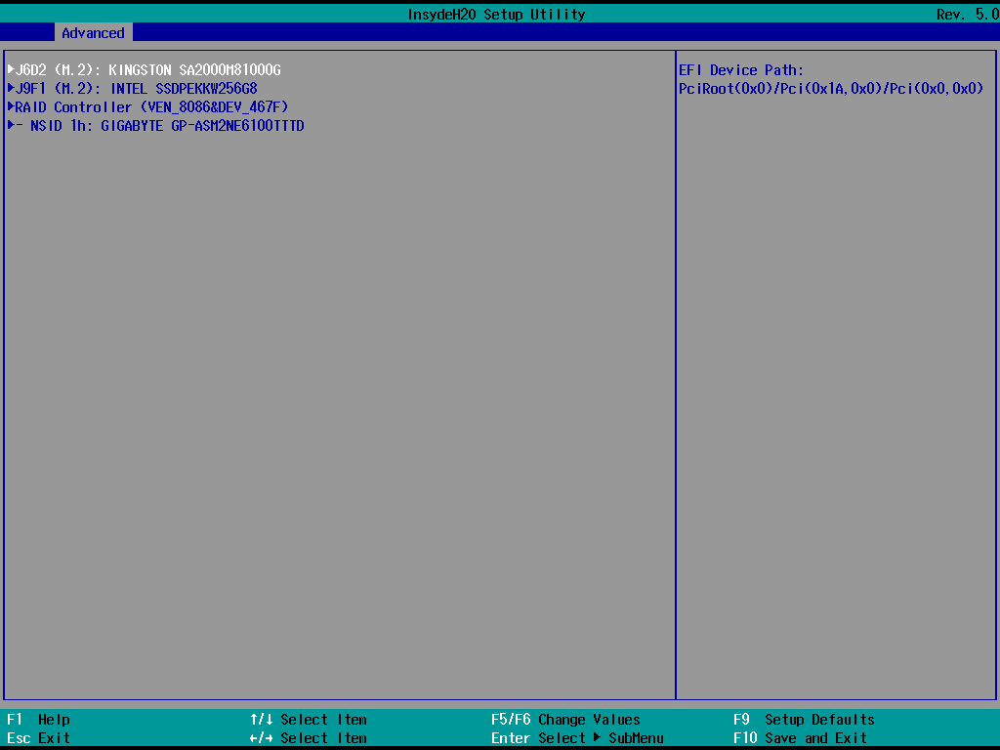 InsydeH20 Setup Utility Rev. 5.0
Advanced
▶J6D2 (M.2): KINGSTON SA2000M81000G
▶J9F1 (M.2): INTEL SSDPEKKW256G8
▶RAID Controller (VEN_8086&DEV_467F)
▶- NSID 1h: GIGABYTE GP-ASM2NE6100TTTD
EFI Device Path:
PciRoot(0x0)/Pci(0x1A,0x0)/Pci(0x0,0x0)
F1 Help ↑/↓ Select Item F5/F6 Change Values F9 Setup Defaults
Esc Exit ←/→ Select Item Enter Select ▶ SubMenu F10 Save and Exit